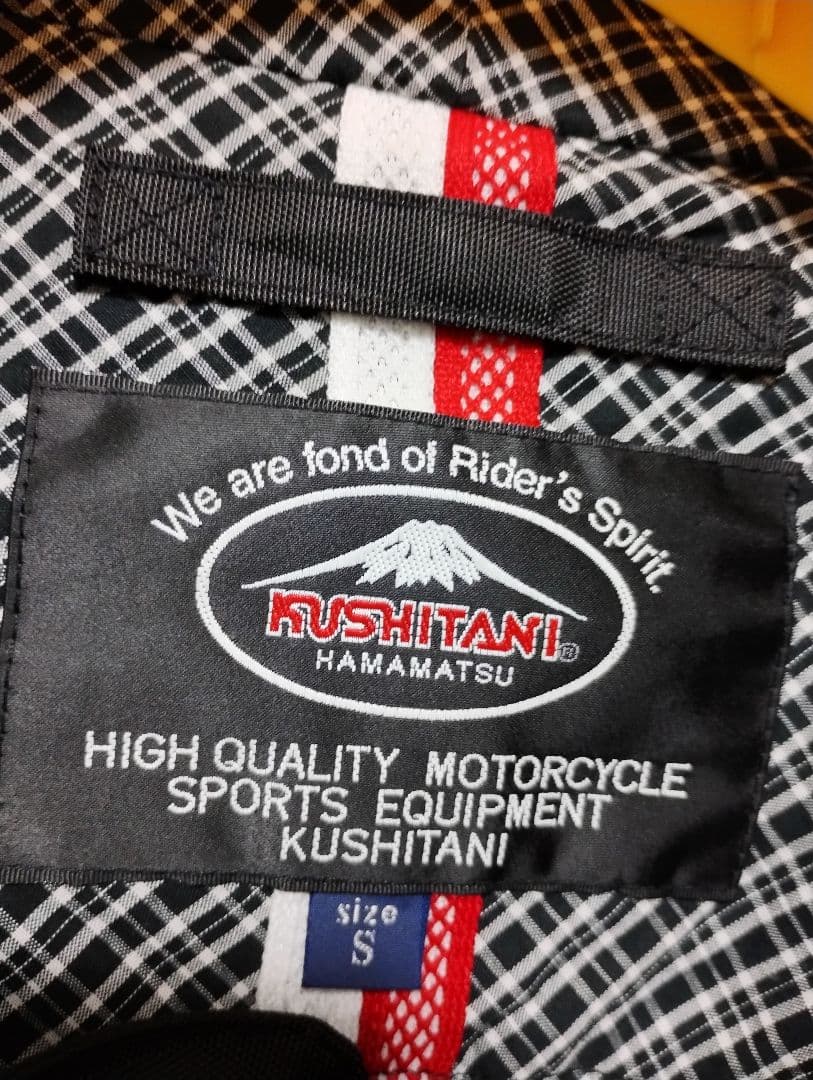 We are fond of Rider's Spirit.
KUSHITANI®
HAMAMATSU
HIGH QUALITY MOTORCYCLE
SPORTS EQUIPMENT
KUSHITANI
size
S